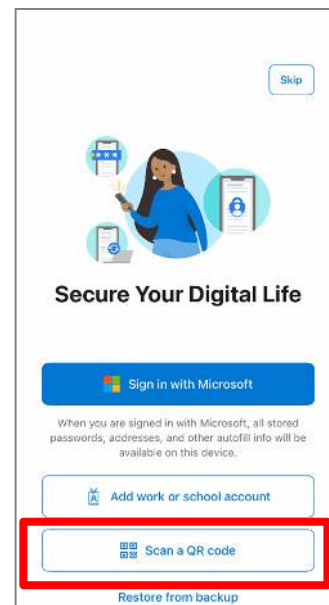 Skip
Secure Your Digital Life
Sign in with Microsoft
When you are signed in with Microsoft, all stored
passwords, addresses, and other autofill info will be
available on this device.
Add work or school account
Scan a QR code
Restore from backup